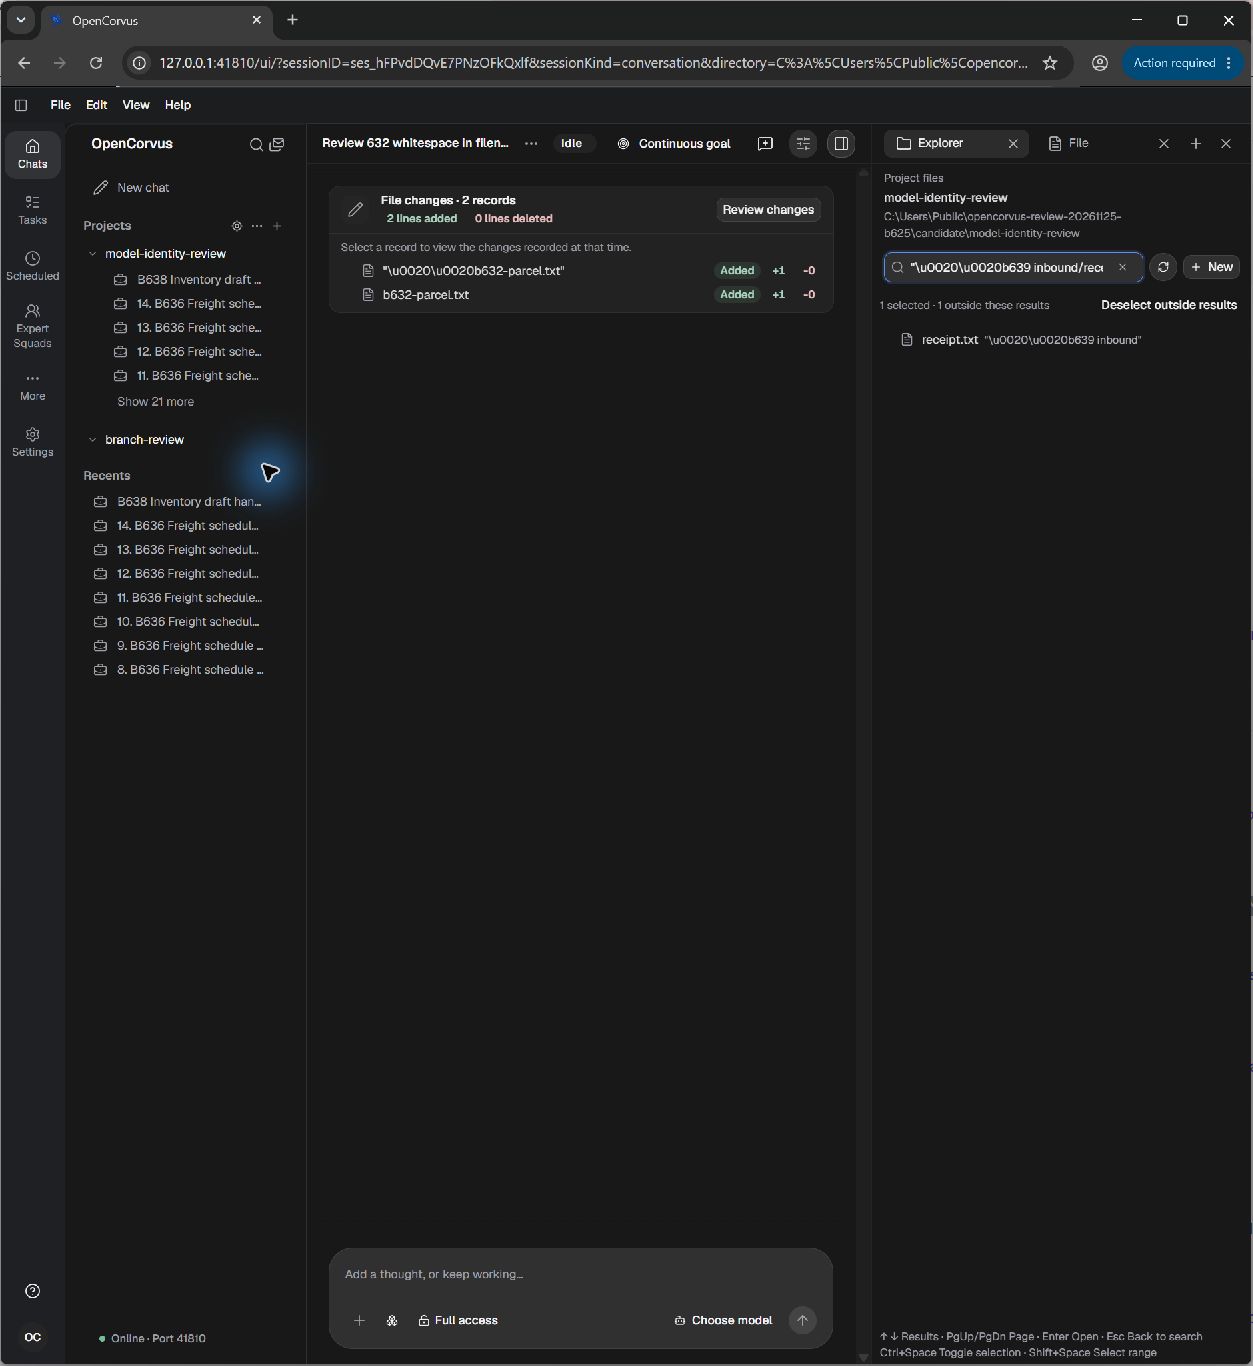 OpenCorvus
127.0.0.1:41810/ui/?sessionID=ses_hFPvdDQvE7PNzOFkQxlf&sessionKind=conversation&directory=C%3A%5CUsers%5CPublic%5Copencor...
Action required
File Edit View Help
Chats
Tasks
Scheduled
Expert
Squads
More
Settings
OC
OpenCorvus
New chat
Projects
model-identity-review
B638 Inventory draft ...
14. B636 Freight sche...
13. B636 Freight sche...
12. B636 Freight sche...
11. B636 Freight sche...
Show 21 more
branch-review
Recents
B638 Inventory draft han...
14. B636 Freight schedul...
13. B636 Freight schedul...
12. B636 Freight schedul...
11. B636 Freight schedule...
10. B636 Freight schedul...
9. B636 Freight schedule ...
8. B636 Freight schedule ...
Online · Port 41810
Review 632 whitespace in filen... ··· Idle Continuous goal
File changes · 2 records
2 lines added 0 lines deleted
Review changes
Select a record to view the changes recorded at that time.
"\u0020\u0020b632-parcel.txt" Added +1 -0
b632-parcel.txt Added +1 -0
Add a thought, or keep working...
Full access Choose model
Explorer File
Project files
model-identity-review
C:\Users\Public\opencorvus-review-20261125-
b625\candidate\model-identity-review
"\u0020\u0020b639 inbound/rece
New
1 selected · 1 outside these results Deselect outside results
receipt.txt "\u0020\u0020b639 inbound"
↑ ↓ Results · PgUp/PgDn Page · Enter Open · Esc Back to search
Ctrl+Space Toggle selection · Shift+Space Select range